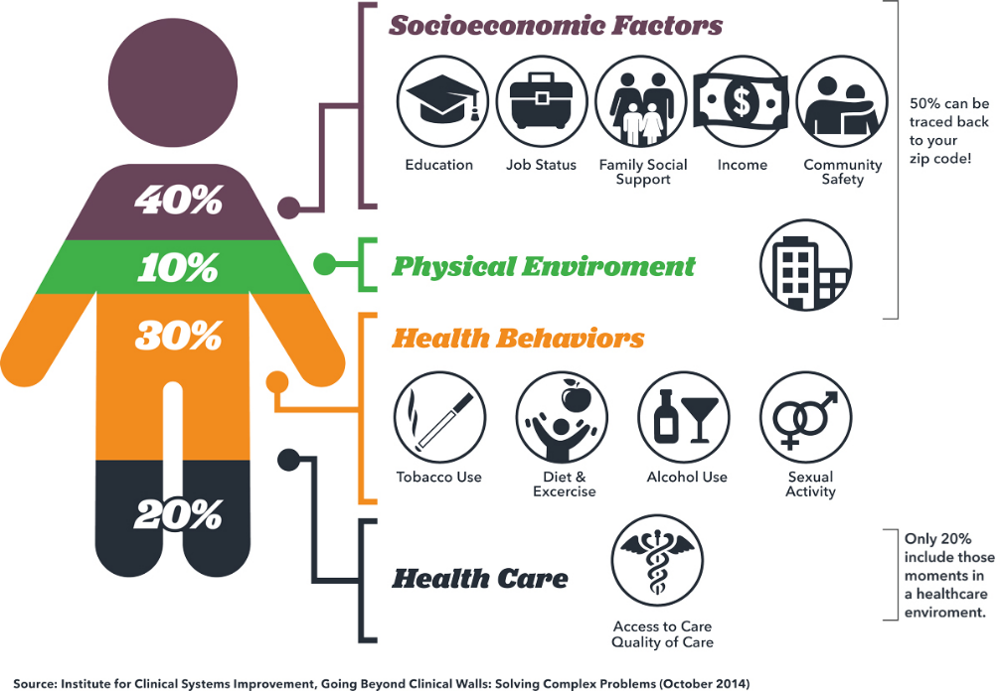 Socioeconomic Factors
Education
Job Status
Family Social
Support
Income
Community
Safety
50% can be
traced back
to your
zip code!
40%
10%
Physical Enviroment
30%
Health Behaviors
Tobacco Use
Diet &
Excercise
Alcohol Use
Sexual
Activity
20%
Health Care
Access to Care
Quality of Care
Only 20%
include those
moments in
a healthcare
enviroment.
$
Source: Institute for Clinical Systems Improvement, Going Beyond Clinical Walls: Solving Complex Problems (October 2014)